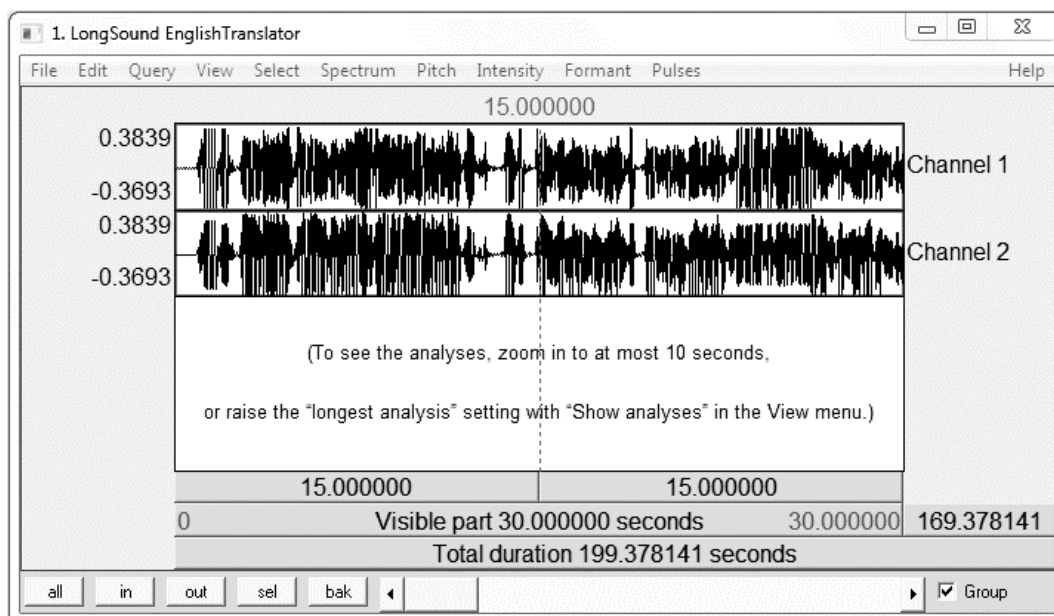 1. LongSound EnglishTranslator
File Edit Query View Select Spectrum Pitch Intensity Formant Pulses Help
15.000000
0.3839
-0.3693
Channel 1
0.3839
-0.3693
Channel 2
(To see the analyses, zoom in to at most 10 seconds,
or raise the “longest analysis” setting with “Show analyses” in the View menu.)
15.000000 15.000000
0 Visible part 30.000000 seconds 30.000000 169.378141
Total duration 199.378141 seconds
all in out sel bak Group